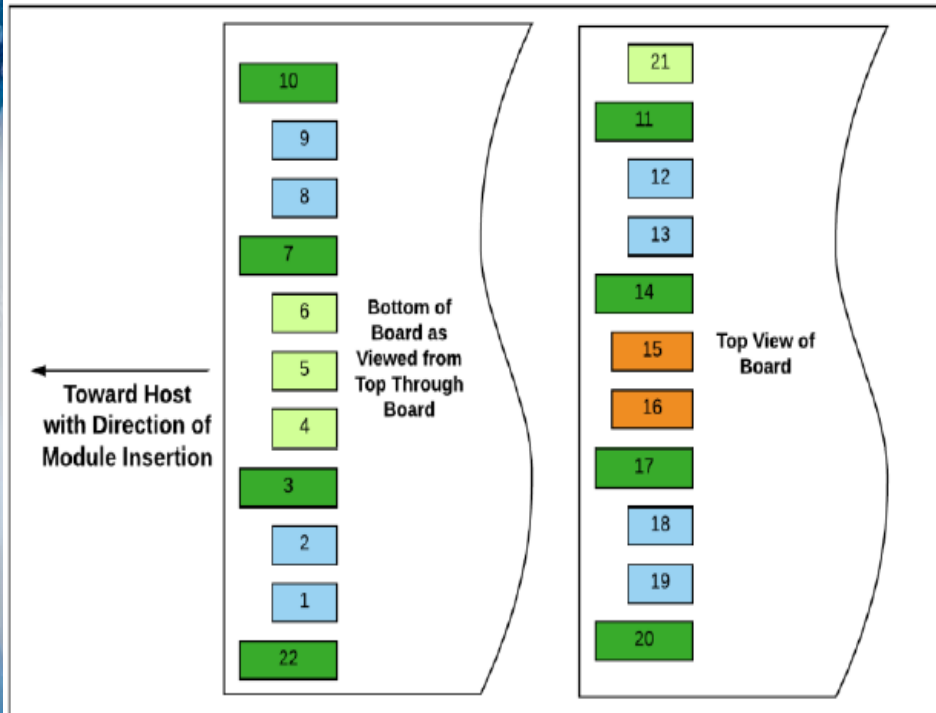 10
9
8
7
6
5
4
3
2
1
22
Bottom of
Board as
Viewed from
Top Through
Board
Toward Host
with Direction of
Module Insertion
21
11
12
13
14
15
16
17
18
19
20
Top View of
Board